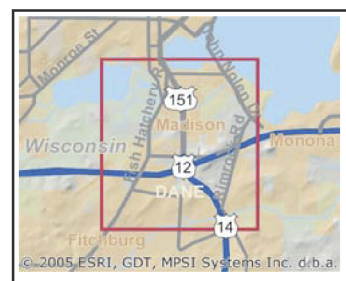 Monroe St
Fish Hatchery R
John Nolen Dr
151
Madison
Rimrock Rd
Wisconsin
Monona
12
DANE
14
Fitchburg
© 2005 ESRI, GDT, MPSI Systems Inc. d.b.a.